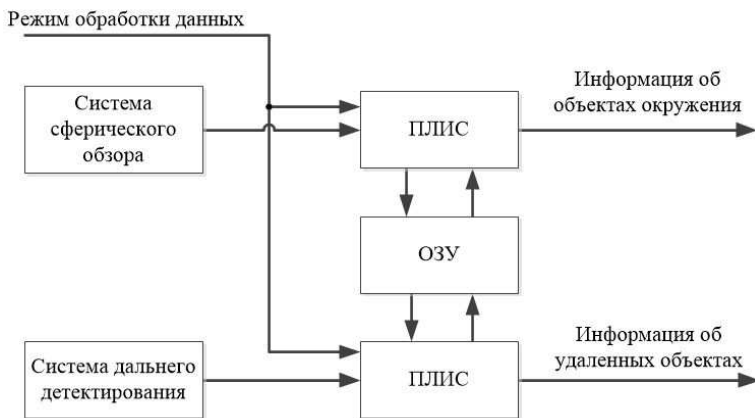 Режим обработки данных
Система
сферического
обзора
ПЛИС
Информация об
объектах окружения
ОЗУ
Система дальнего
детектирования
ПЛИС
Информация об
удаленных объектах